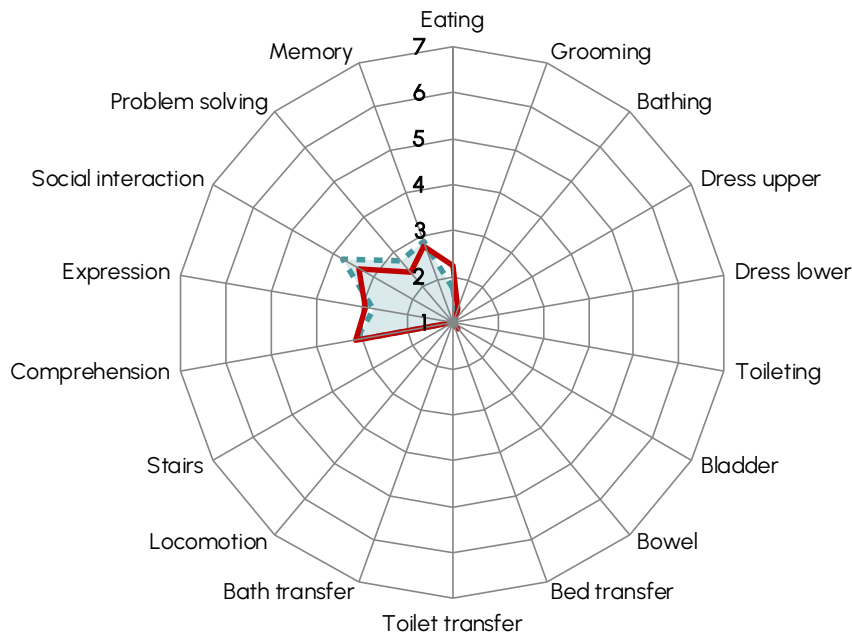 Eating
Grooming
Bathing
Dress upper
Dress lower
Toileting
Bladder
Bowel
Bed transfer
Toilet transfer
Bath transfer
Locomotion
Stairs
Comprehension
Expression
Social interaction
Problem solving
Memory
7
6
5
4
3
2
1